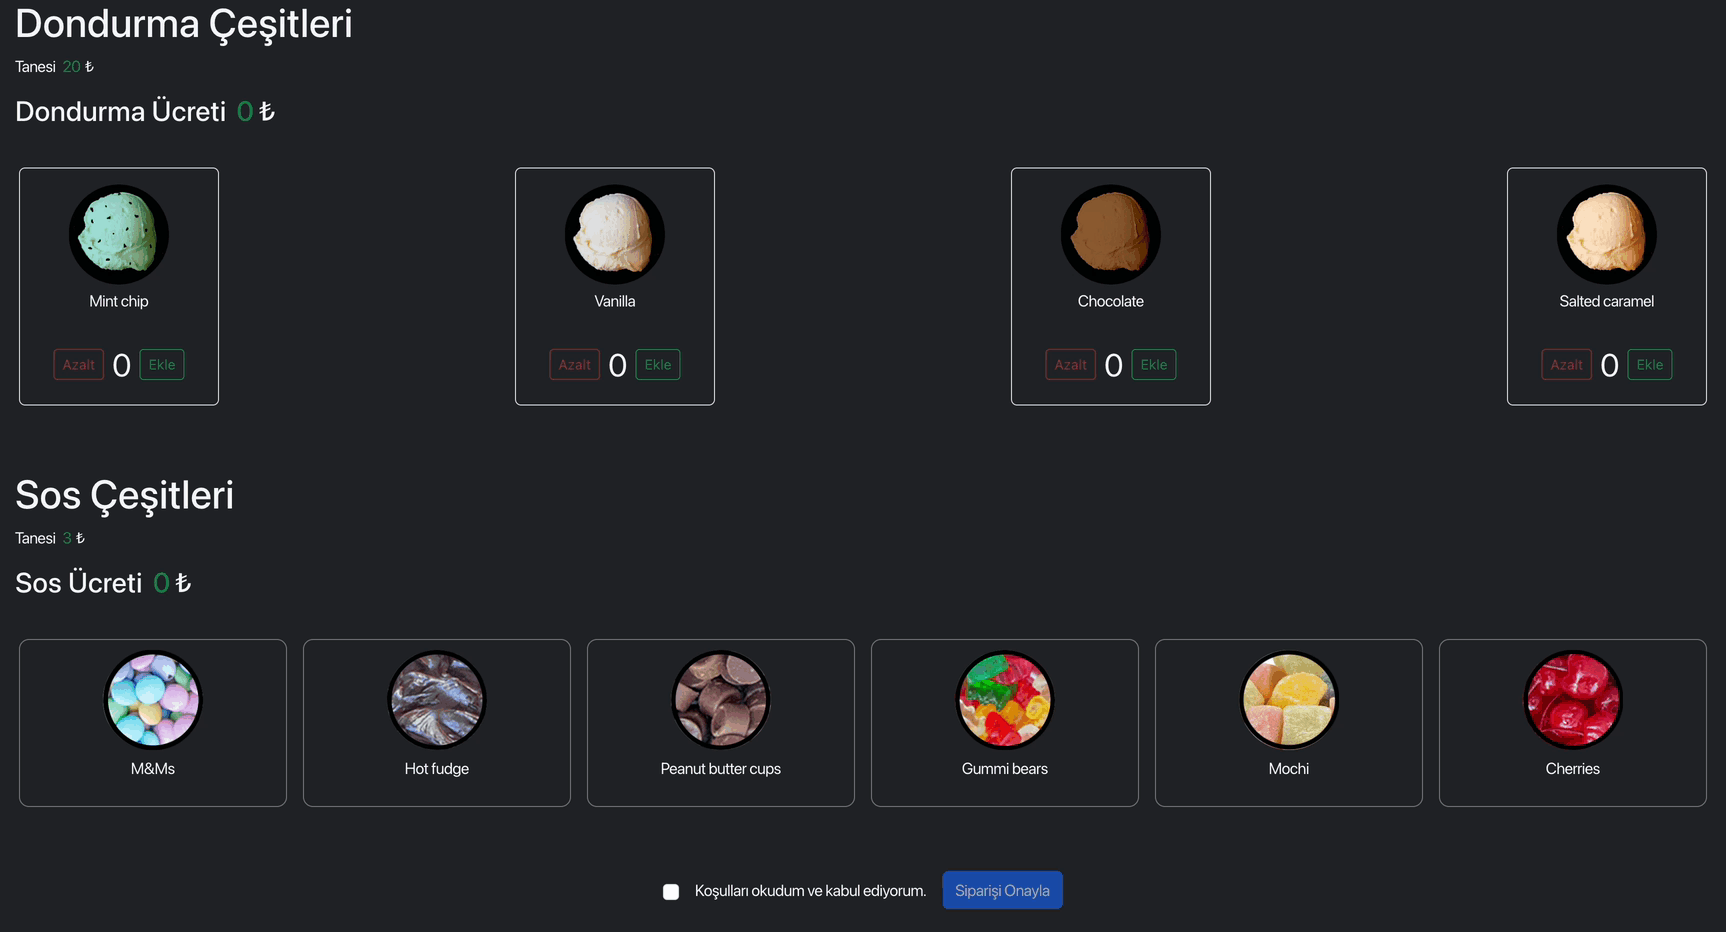 Dondurma Çeşitleri
Tanesi 20 ₺
Dondurma Ücreti 0 ₺
Mint chip
Vanilla
Chocolate
Salted caramel
Azalt 0 Ekle
Azalt 0 Ekle
Azalt 0 Ekle
Azalt 0 Ekle
Sos Çeşitleri
Tanesi 3 ₺
Sos Ücreti 0 ₺
M&Ms
Hot fudge
Peanut butter cups
Gummi bears
Mochi
Cherries
Koşulları okudum ve kabul ediyorum. Siparişi Onayla